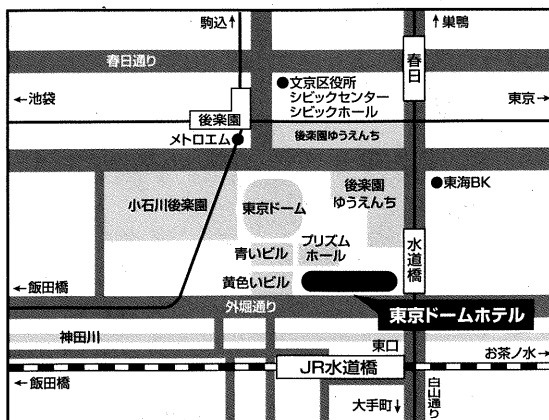 駒込↑
↑巣鴨
春日通り
春日
●文京区役所
シビックセンター
シビックホール
←池袋
東京→
後楽園
後楽園ゆうえんち
メトロエム●
小石川後楽園
東京ドーム
後楽園
ゆうえんち
●東海BK
青いビル
プリズム
ホール
水道橋
黄色いビル
←飯田橋
外堀通り
東京ドームホテル
神田川
東口
お茶ノ水→
JR水道橋
←飯田橋
大手町↓
白山通り